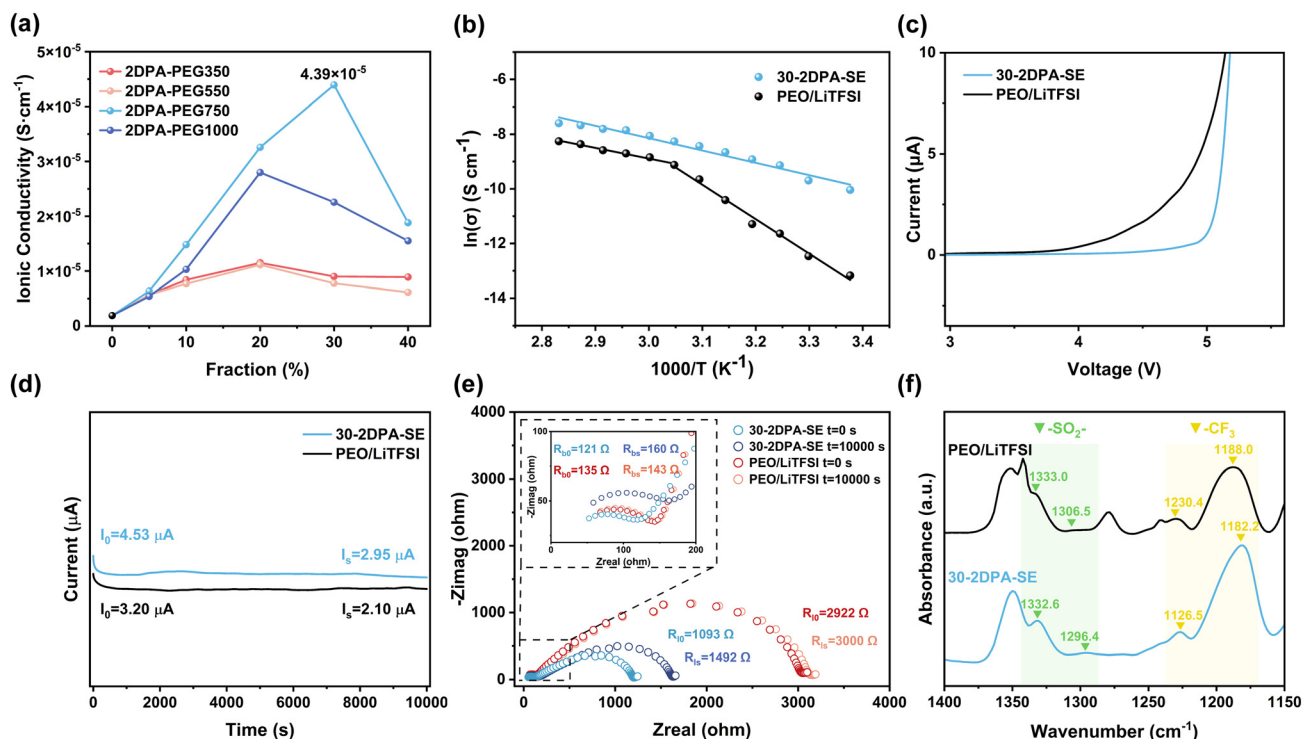 (a)
5×10⁻⁵
4×10⁻⁵
3×10⁻⁵
2×10⁻⁵
1×10⁻⁵
0
Ionic Conductivity (S·cm⁻¹)
2DPA-PEG350
2DPA-PEG550
2DPA-PEG750
2DPA-PEG1000
4.39×10⁻⁵
0 10 20 30 40
Fraction (%)
(b)
-6
-8
-10
-12
-14
ln(σ) (S cm⁻¹)
30-2DPA-SE
PEO/LiTFSI
2.8 2.9 3.0 3.1 3.2 3.3 3.4
1000/T (K⁻¹)
(c)
10
5
0
Current (μA)
30-2DPA-SE
PEO/LiTFSI
3 4 5
Voltage (V)
(d)
Current (μA)
30-2DPA-SE
PEO/LiTFSI
I₀=4.53 μA
Iₛ=2.95 μA
I₀=3.20 μA
Iₛ=2.10 μA
0 2000 4000 6000 8000 10000
Time (s)
(e)
4000
3000
2000
1000
0
-Zimag (ohm)
100
50
-Zimag (ohm)
R_b0=121 Ω R_bs=160 Ω
R_b0=135 Ω R_bs=143 Ω
0 100 200
Zreal (ohm)
30-2DPA-SE t=0 s
30-2DPA-SE t=10000 s
PEO/LiTFSI t=0 s
PEO/LiTFSI t=10000 s
R_I0=2922 Ω
R_I0=1093 Ω
R_Is=3000 Ω
R_Is=1492 Ω
0 1000 2000 3000 4000
Zreal (ohm)
(f)
Absorbance (a.u.)
-SO₂-
-CF₃
PEO/LiTFSI
1333.0
1306.5
1230.4
1188.0
30-2DPA-SE
1332.6
1296.4
1126.5
1182.2
1400 1350 1300 1250 1200 1150
Wavenumber (cm⁻¹)